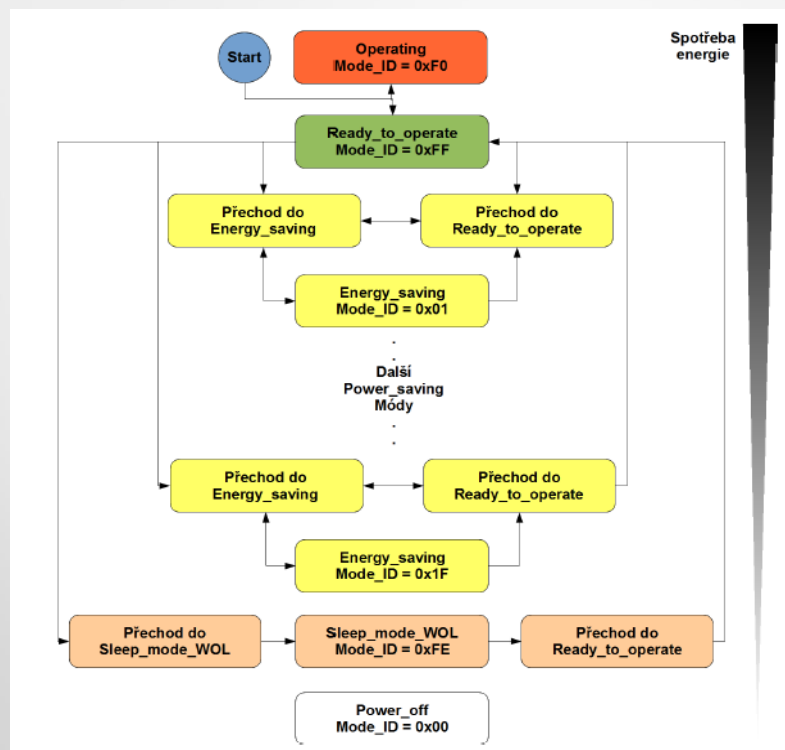 Start
Operating
Mode_ID = 0xF0
Spotřeba
energie
Ready_to_operate
Mode_ID = 0xFF
Přechod do
Energy_saving
Přechod do
Ready_to_operate
Energy_saving
Mode_ID = 0x01
.
.
Další
Power_saving
Módy
.
.
Přechod do
Energy_saving
Přechod do
Ready_to_operate
Energy_saving
Mode_ID = 0x1F
Přechod do
Sleep_mode_WOL
Sleep_mode_WOL
Mode_ID = 0xFE
Přechod do
Ready_to_operate
Power_off
Mode_ID = 0x00